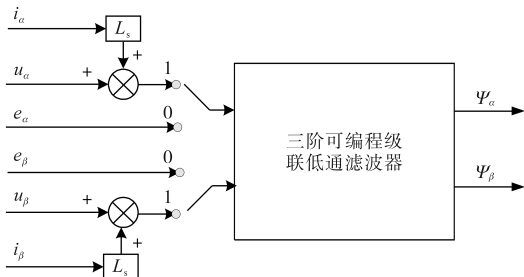 iα
Ls
+
uα
+
1
eα
0
三阶可编程级
联低通滤波器
Ψα
eβ
0
Ψβ
uβ
+
1
+
iβ
Ls